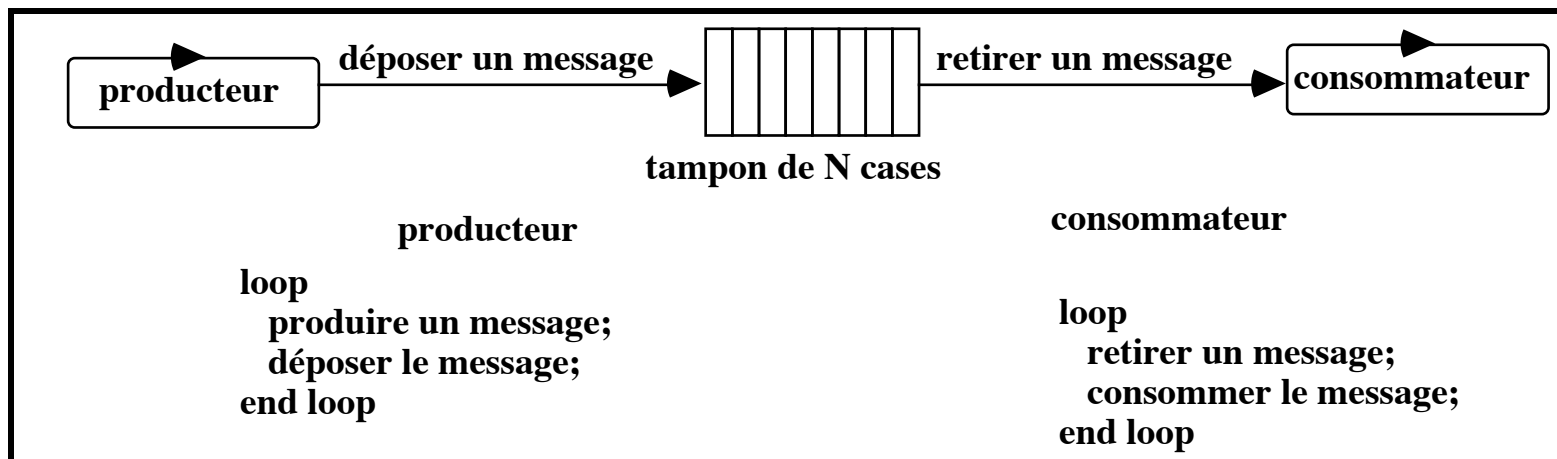 producteur
déposer un message
retirer un message
consommateur
tampon de N cases
producteur
loop
produire un message;
déposer le message;
end loop
consommateur
loop
retirer un message;
consommer le message;
end loop